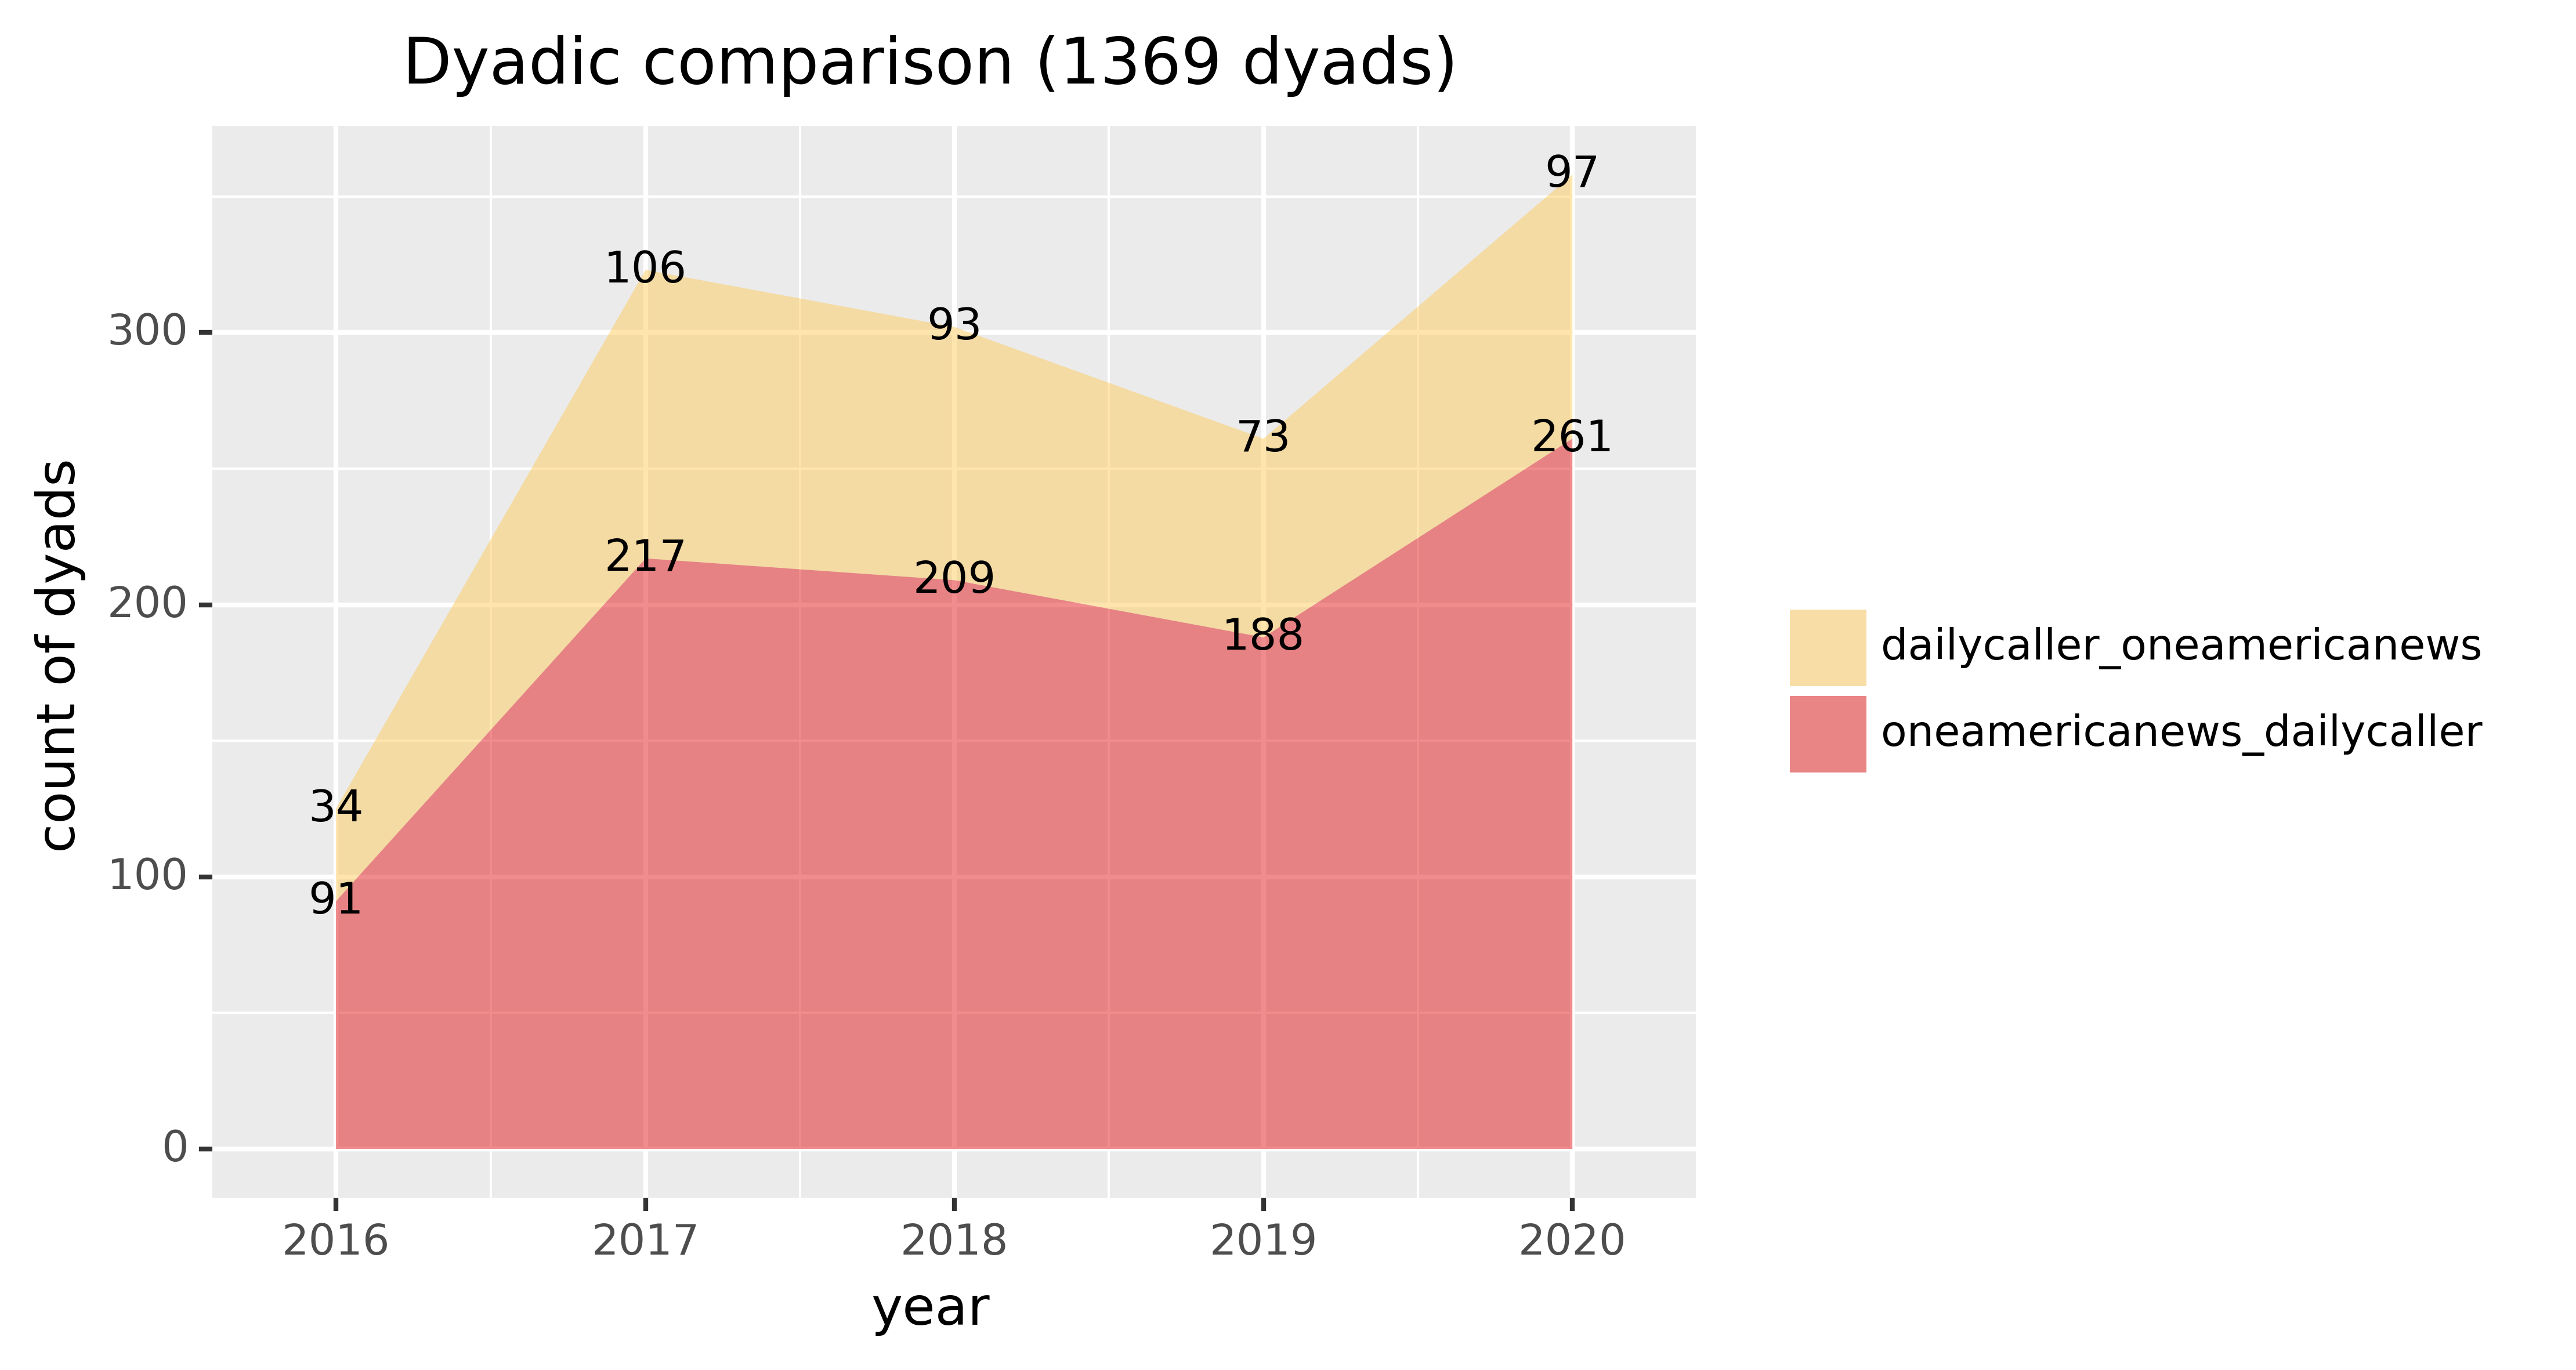 Dyadic comparison (1369 dyads)
97
106
93
300
73
261
217
209
200
188
34
100
91
0
2016 2017 2018 2019 2020
year
count of dyads
dailycaller_oneamericanews
oneamericanews_dailycaller